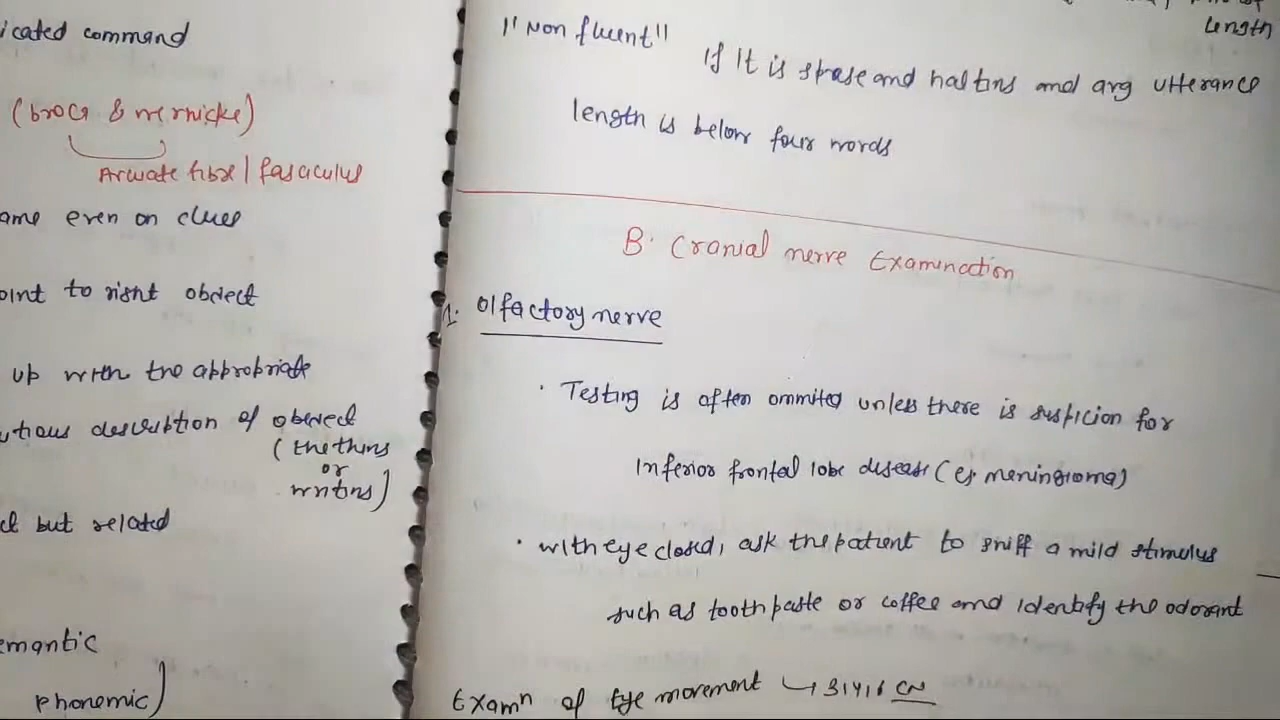 icated command
(broca & wernicke)
Arcuate fibre / fasciculus
ame even on clues
oint to right obdect
up with the appropriate
utious description of obdect
(the thing
or
writing)
but related
emantic
phonemic)
length
"Non fluent"
If It is sparse and halting and avg utterance
length is below four words
B. Cranial nerve Examination
1. Olfactory nerve
• Testing is often ommited unless there is suspicion for
Inferior frontal lobe disease (eg meningioma)
• with eye closed, ask the patient to sniff a mild stimulus
such as toothpaste or coffee and identify the odorant
Examn of Eye movement ↳ 3,4,6 CN